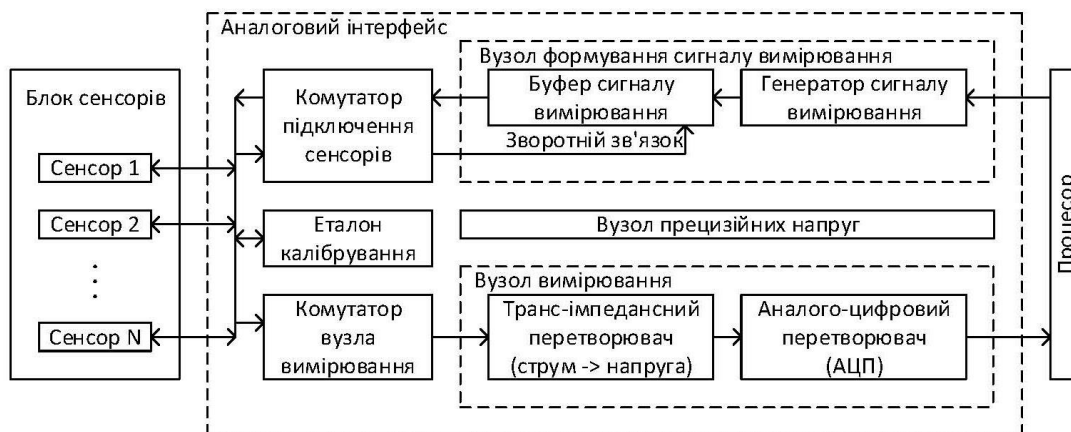 Аналоговий інтерфейс
Вузол формування сигналу вимірювання
Блок сенсорів
Комутатор
підключення
сенсорів
Буфер сигналу
вимірювання
Генератор сигналу
вимірювання
Зворотній зв'язок
Сенсор 1
Сенсор 2
Сенсор N
Еталон
калібрування
Вузол прецизійних напруг
Вузол вимірювання
Комутатор
вузла
вимірювання
Транс-імпедансний
перетворювач
(струм -> напруга)
Аналого-цифровий
перетворювач
(АЦП)
Процесор